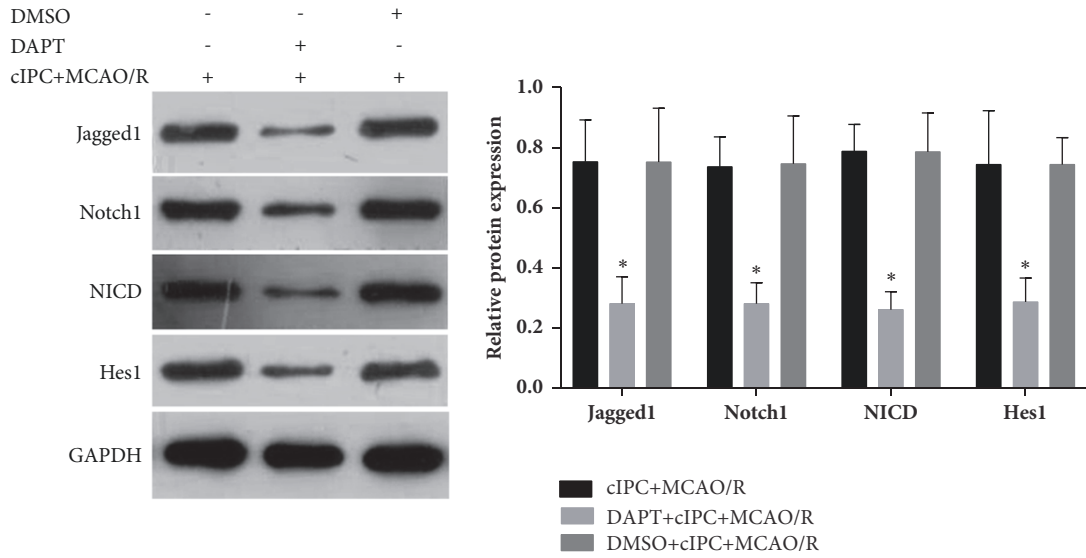 DMSO - - +
DAPT - + -
cIPC+MCAO/R + + +
Jagged1
Notch1
NICD
Hes1
GAPDH
Relative protein expression
1.0
0.8
0.6
0.4
0.2
0.0
* * * *
Jagged1 Notch1 NICD Hes1
cIPC+MCAO/R
DAPT+cIPC+MCAO/R
DMSO+cIPC+MCAO/R